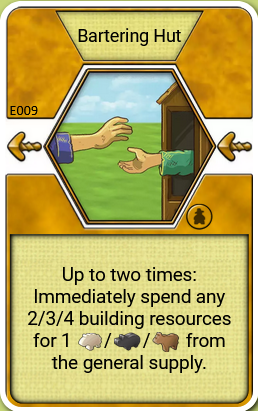 Bartering Hut
E009
Up to two times:
Immediately spend any
2/3/4 building resources
for 1 / / from
the general supply.